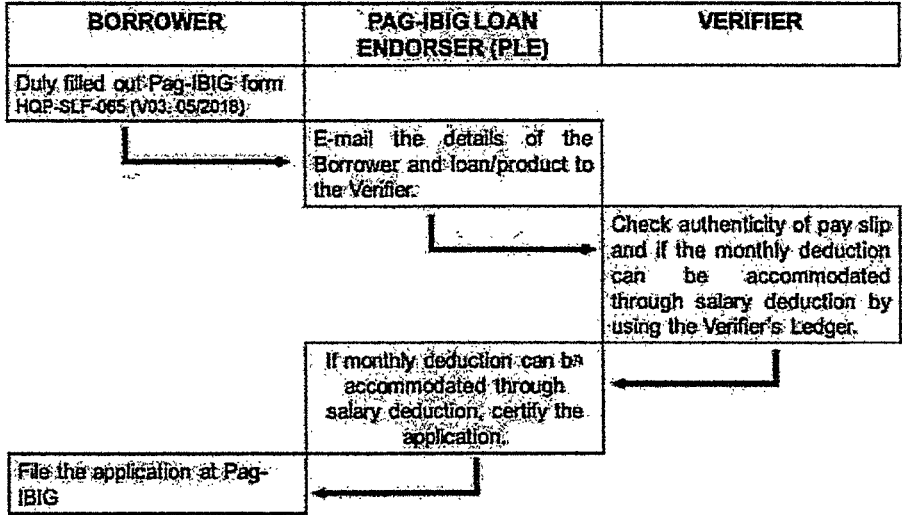 BORROWER
PAG-IBIG LOAN
ENDORSER (PLE)
VERIFIER
Duly filled out Pag-IBIG form
HQP-SLF-065 (V03, 05/2018)
E-mail the details of the
Borrower and loan/product to
the Verifier.
Check authenticity of pay slip
and if the monthly deduction
can be accommodated
through salary deduction by
using the Verifier's Ledger.
If monthly deduction can be
accommodated through
salary deduction, certify the
application.
File the application at Pag-
IBIG